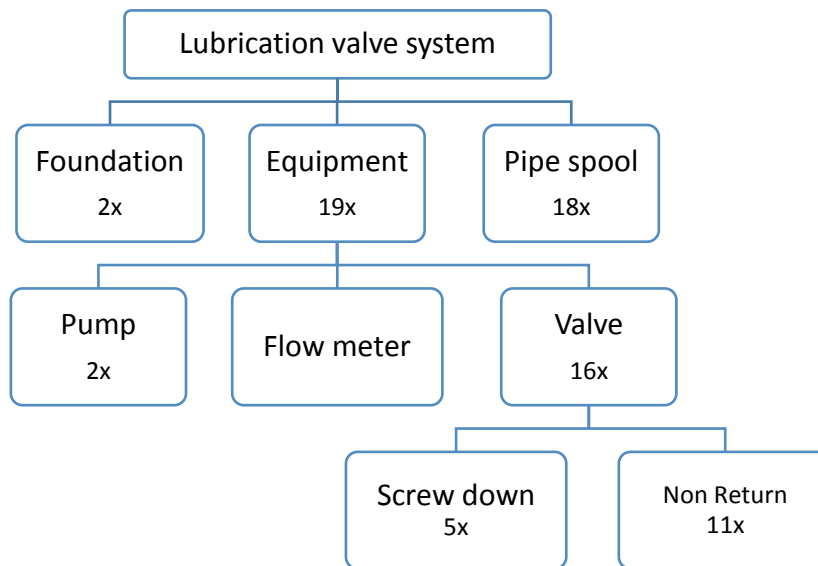 Lubrication valve system
Foundation
2x
Equipment
19x
Pipe spool
18x
Pump
2x
Flow meter
Valve
16x
Screw down
5x
Non Return
11x